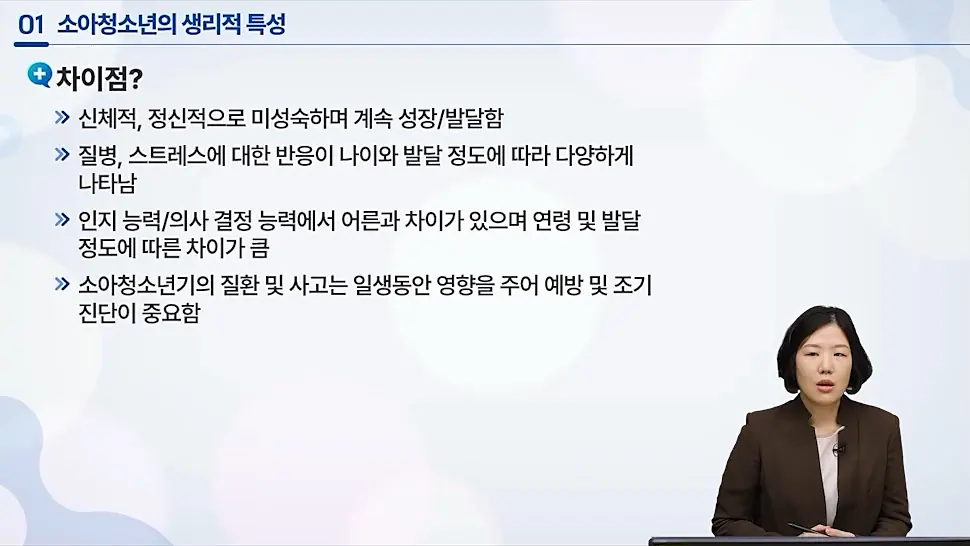 01 소아청소년의 생리적 특성
차이점?
신체적, 정신적으로 미성숙하며 계속 성장/발달함
질병, 스트레스에 대한 반응이 나이와 발달 정도에 따라 다양하게
나타남
인지 능력/의사 결정 능력에서 어른과 차이가 있으며 연령 및 발달
정도에 따른 차이가 큼
소아청소년기의 질환 및 사고는 일생동안 영향을 주어 예방 및 조기
진단이 중요함